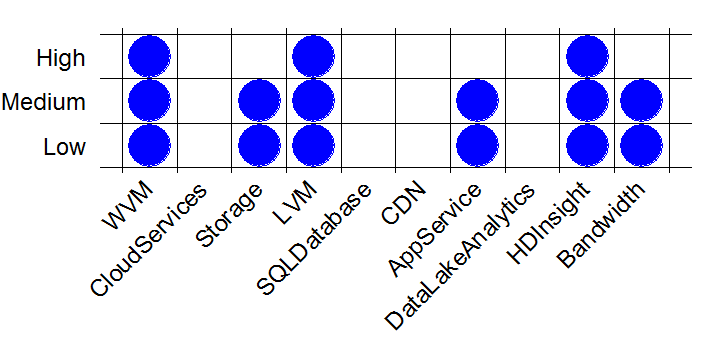 High
Medium
Low
WVM
CloudServices
Storage
LVM
SQLDatabase
CDN
AppService
DataLakeAnalytics
HDInsight
Bandwidth